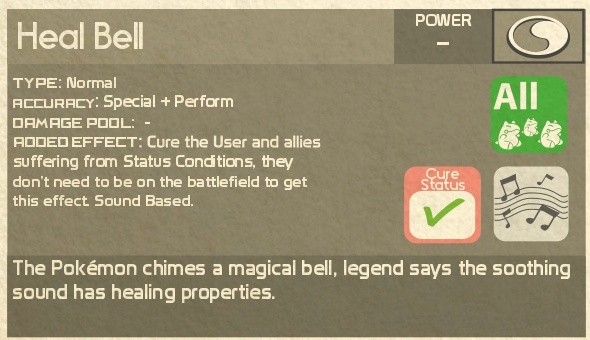 Heal Bell
POWER
–
TYPE: Normal
ACCURACY: Special + Perform
DAMAGE POOL: -
ADDED EFFECT: Cure the User and allies
suffering from Status Conditions, they
don't need to be on the battlefield to get
this effect. Sound Based.
All
Cure
Status
The Pokémon chimes a magical bell, legend says the soothing
sound has healing properties.